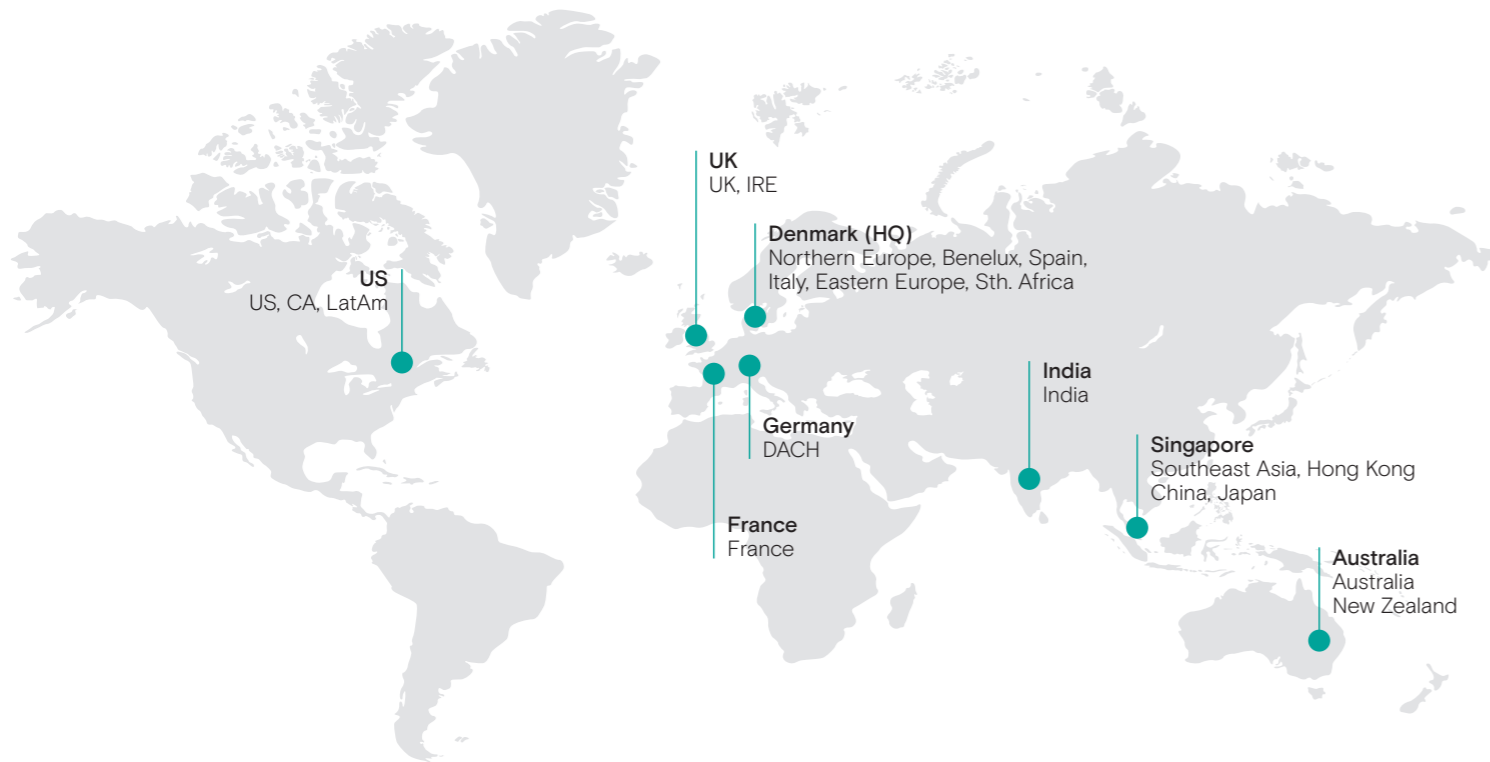 UK
UK, IRE
Denmark (HQ)
Northern Europe, Benelux, Spain,
Italy, Eastern Europe, Sth. Africa
US
US, CA, LatAm
India
India
Germany
DACH
Singapore
Southeast Asia, Hong Kong
China, Japan
France
France
Australia
Australia
New Zealand